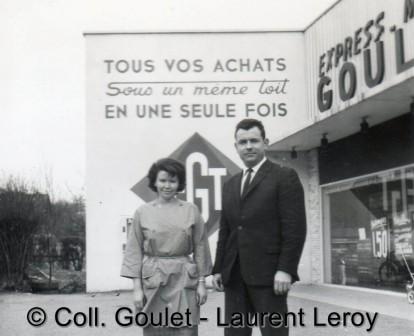 TOUS VOS ACHATS
Sous un même toit
EN UNE SEULE FOIS
EXPRESS-M
GOUL
GT
© Coll. Goulet - Laurent Leroy